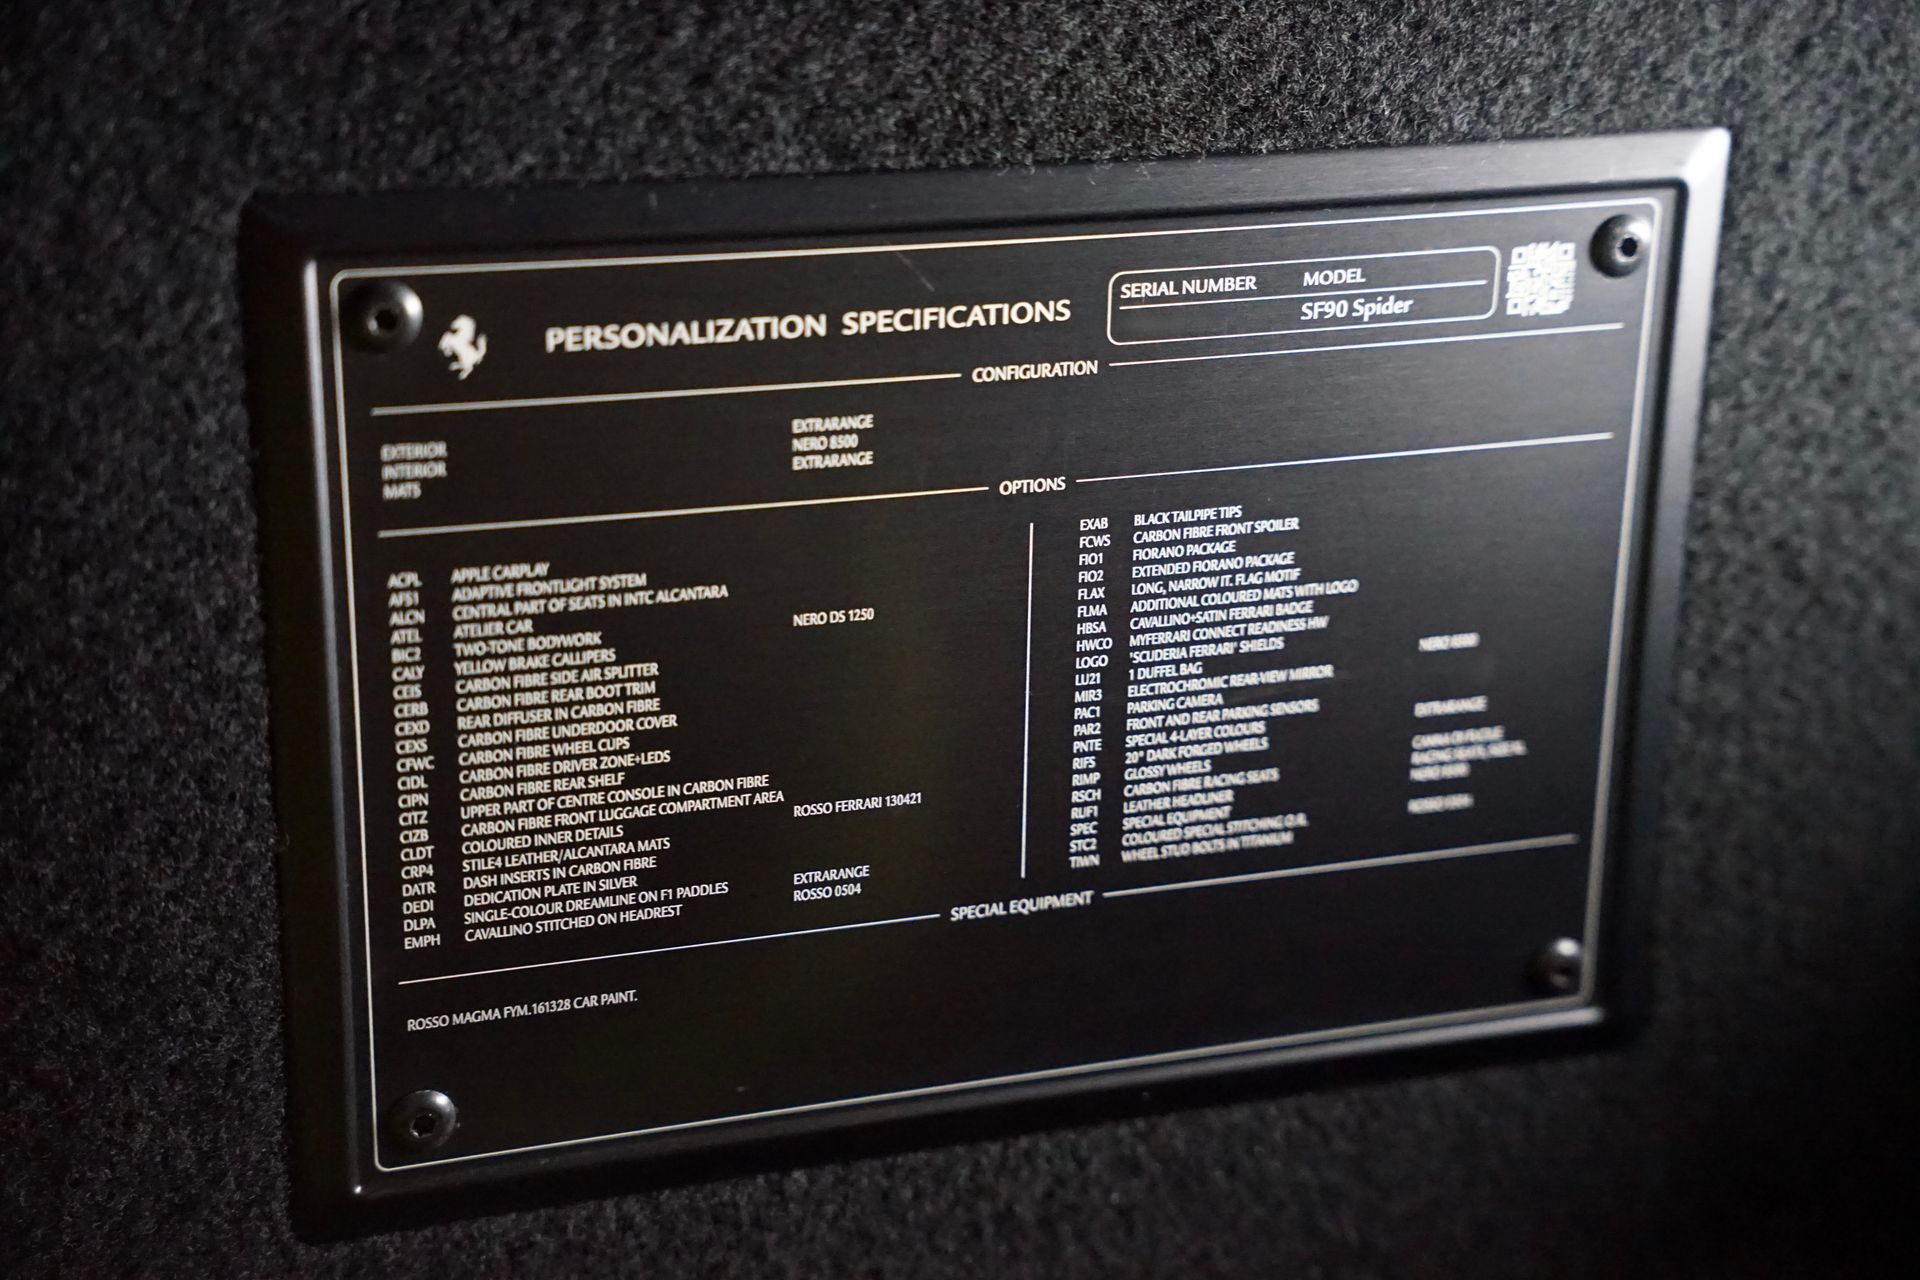 PERSONALIZATION SPECIFICATIONS
SERIAL NUMBER MODEL
SF90 Spider
CONFIGURATION
EXTERIOR EXTRARANGE
INTERIOR NERO 8500
MATS EXTRARANGE
OPTIONS
ACPL APPLE CARPLAY
AFS1 ADAPTIVE FRONTLIGHT SYSTEM
ALCN CENTRAL PART OF SEATS IN INTC ALCANTARA
ATEL ATELIER CAR
BIC2 TWO-TONE BODYWORK NERO DS 1250
CALY YELLOW BRAKE CALLIPERS
CEIS CARBON FIBRE SIDE AIR SPLITTER
CERB CARBON FIBRE REAR BOOT TRIM
CEXD REAR DIFFUSER IN CARBON FIBRE
CEXS CARBON FIBRE UNDERDOOR COVER
CFWC CARBON FIBRE WHEEL CUPS
CIDL CARBON FIBRE DRIVER ZONE+LEDS
CIPN CARBON FIBRE REAR SHELF
CITZ UPPER PART OF CENTRE CONSOLE IN CARBON FIBRE
CIZB CARBON FIBRE FRONT LUGGAGE COMPARTMENT AREA
CLDT COLOURED INNER DETAILS ROSSO FERRARI 130421
CRP4 STILE4 LEATHER/ALCANTARA MATS
DATR DASH INSERTS IN CARBON FIBRE
DEDI DEDICATION PLATE IN SILVER
DLPA SINGLE-COLOUR DREAMLINE ON F1 PADDLES EXTRARANGE
EMPH CAVALLINO STITCHED ON HEADREST ROSSO 0504
EXAB BLACK TAILPIPE TIPS
FCWS CARBON FIBRE FRONT SPOILER
FIO1 FIORANO PACKAGE
FIO2 EXTENDED FIORANO PACKAGE
FLAX LONG, NARROW IT. FLAG MOTIF
FLMA ADDITIONAL COLOURED MATS WITH LOGO
HBSA CAVALLINO+SATIN FERRARI BADGE
HWCO MYFERRARI CONNECT READINESS HW
LOGO 'SCUDERIA FERRARI' SHIELDS
LU21 1 DUFFEL BAG NERO 8500
MIR3 ELECTROCHROMIC REAR-VIEW MIRROR
PAC1 PARKING CAMERA
PAR2 FRONT AND REAR PARKING SENSORS
PNTE SPECIAL 4-LAYER COLOURS EXTRARANGE
RIFS 20" DARK FORGED WHEELS
RIMP GLOSSY WHEELS
RSCH CARBON FIBRE RACING SEATS RACING SEATS, SIZE
RUF1 LEATHER HEADLINER NERO
SPEC SPECIAL EQUIPMENT
STC2 COLOURED SPECIAL STITCHING O.R. ROSSO
TIWN WHEEL STUD BOLTS IN TITANIUM
SPECIAL EQUIPMENT
ROSSO MAGMA FYM.161328 CAR PAINT.